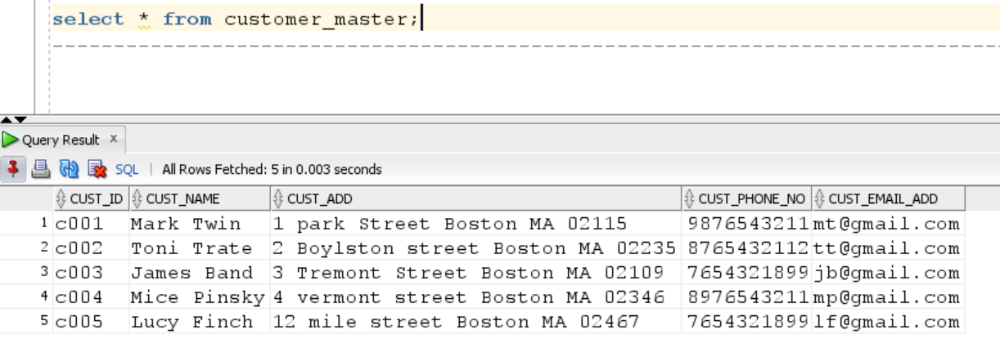 select * from customer_master;
Query Result x
SQL | All Rows Fetched: 5 in 0.003 seconds
CUST_ID CUST_NAME CUST_ADD CUST_PHONE_NO CUST_EMAIL_ADD
1 c001 Mark Twin 1 park Street Boston MA 02115 9876543211 mt@gmail.com
2 c002 Toni Trate 2 Boylston street Boston MA 02235 8765432112 tt@gmail.com
3 c003 James Band 3 Tremont Street Boston MA 02109 7654321899 jb@gmail.com
4 c004 Mice Pinsky 4 vermont street Boston MA 02346 8976543211 mp@gmail.com
5 c005 Lucy Finch 12 mile street Boston MA 02467 7654321899 lf@gmail.com